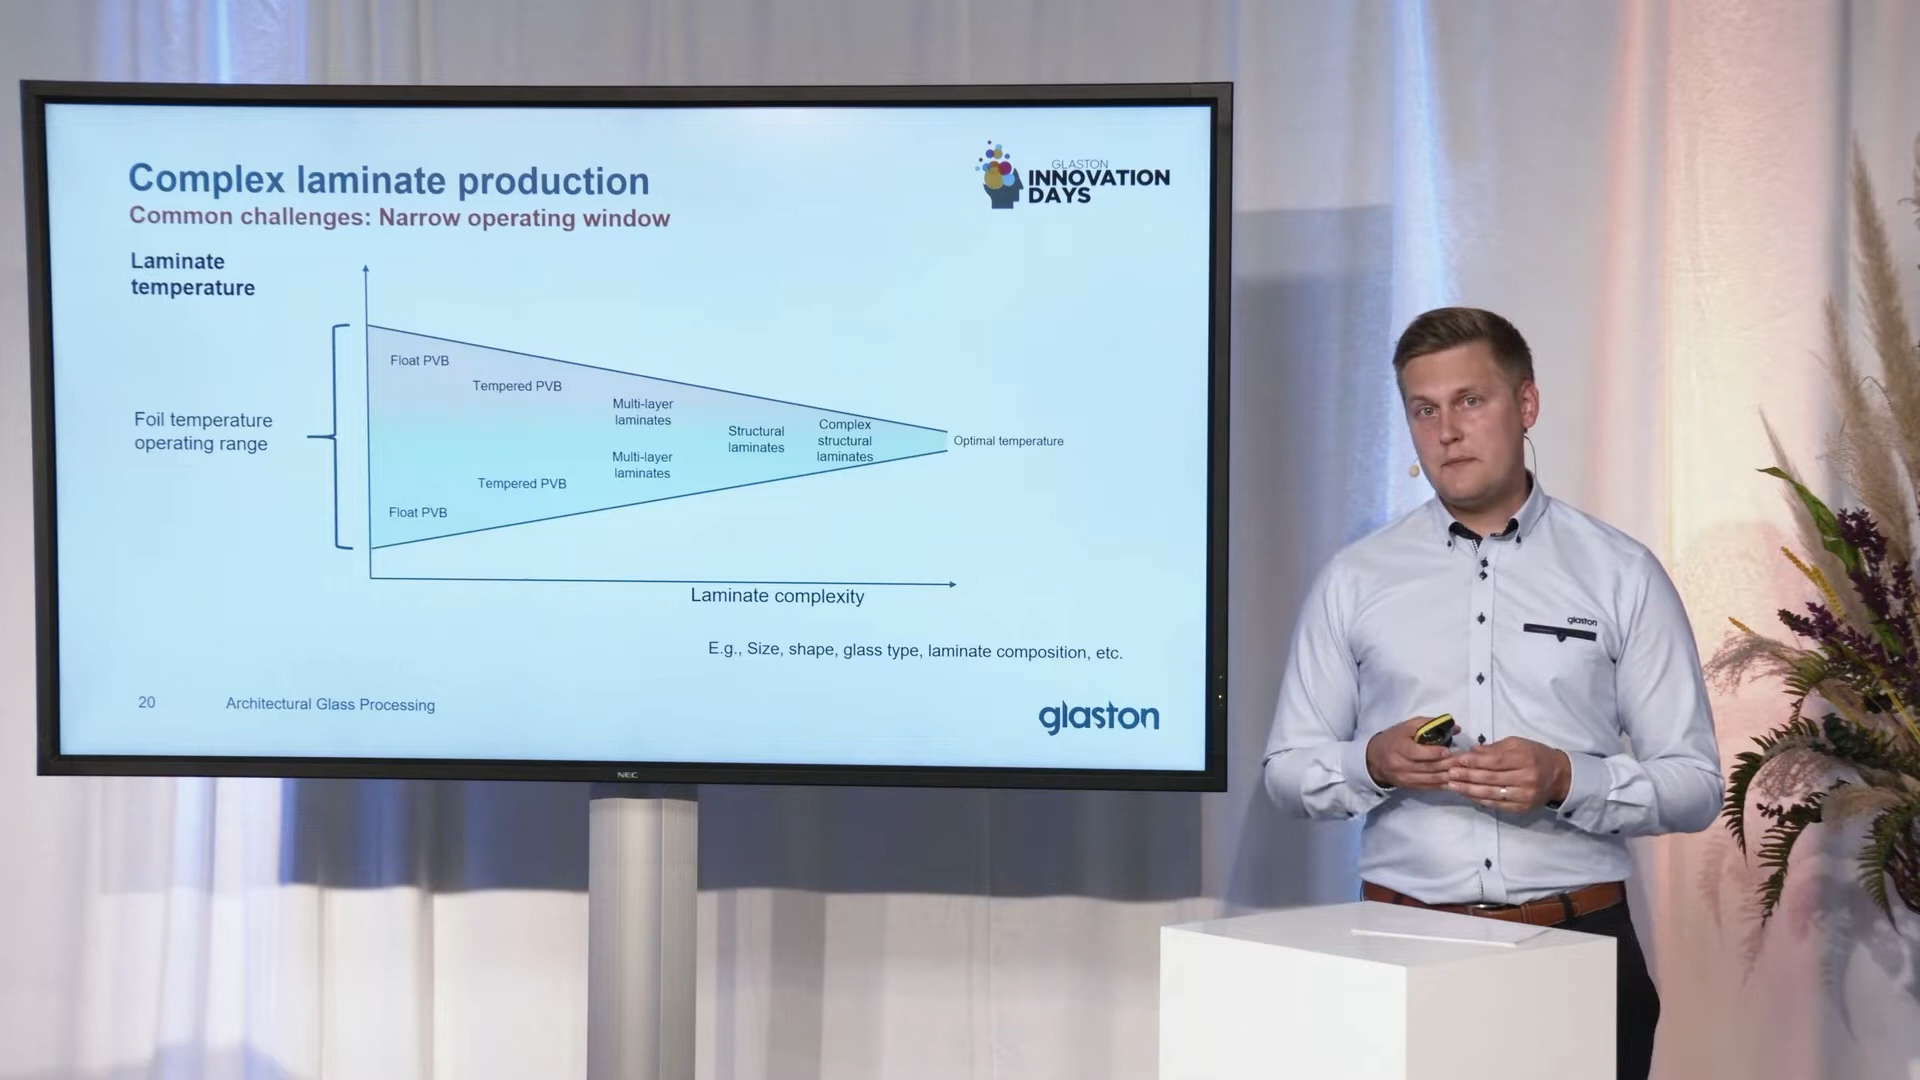 Complex laminate production
Common challenges: Narrow operating window
GLASTON
INNOVATION
DAYS
Laminate
temperature
Foil temperature
operating range
Float PVB
Tempered PVB
Multi-layer
laminates
Structural
laminates
Complex
structural
laminates
Optimal temperature
Multi-layer
laminates
Tempered PVB
Float PVB
Laminate complexity
E.g., Size, shape, glass type, laminate composition, etc.
20
Architectural Glass Processing
glaston
NEC
glaston